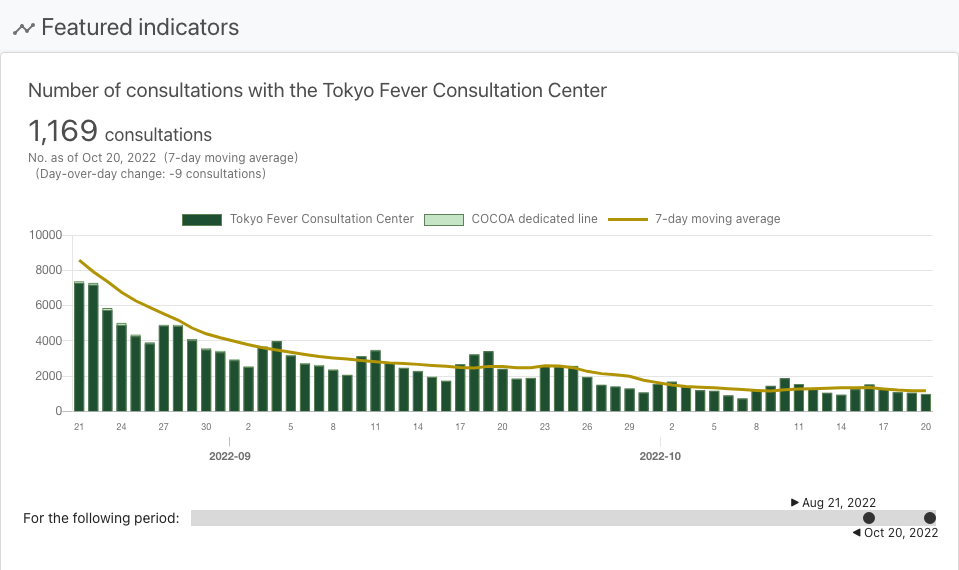 Featured indicators
Number of consultations with the Tokyo Fever Consultation Center
1,169 consultations
No. as of Oct 20, 2022 (7-day moving average)
(Day-over-day change: -9 consultations)
Tokyo Fever Consultation Center COCOA dedicated line 7-day moving average
10000
8000
6000
4000
2000
0
21 24 27 30 2 5 8 11 14 17 20 23 26 29 2 5 8 11 14 17 20
2022-09 2022-10
▶ Aug 21, 2022
For the following period:
◀ Oct 20, 2022